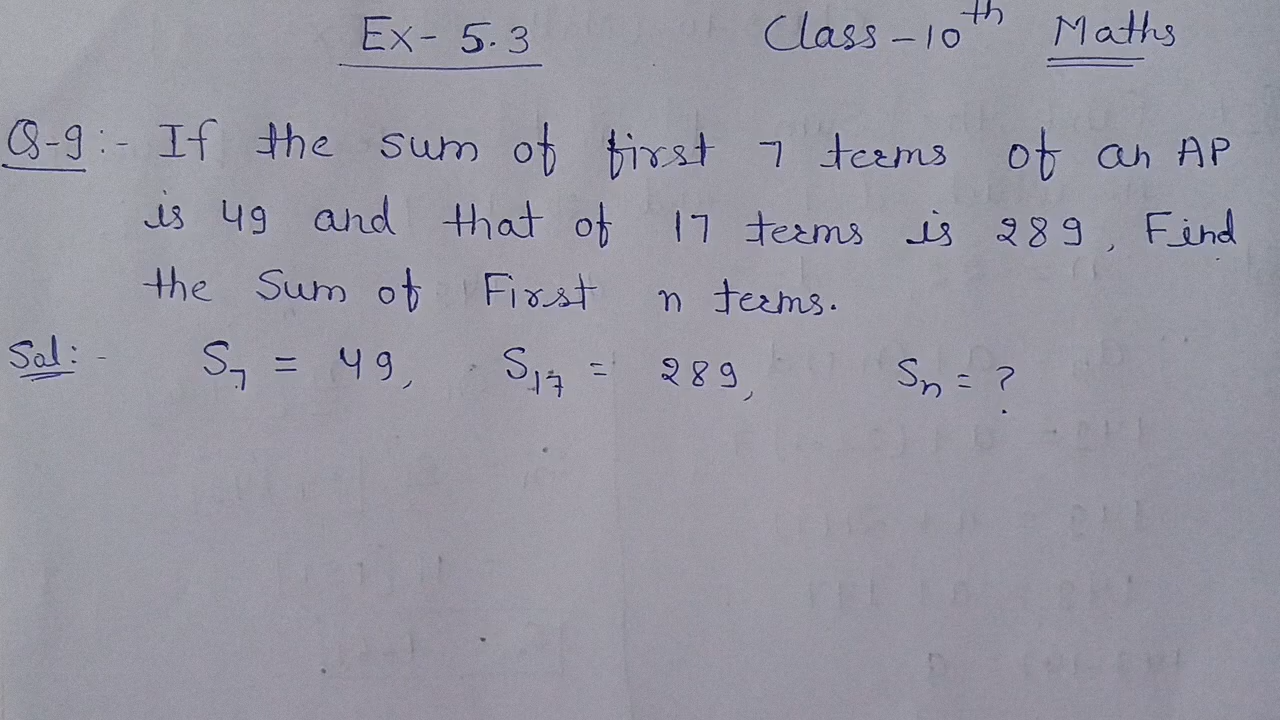 Ex- 5.3 Class-10th Maths
Q-9:- If the sum of first 7 terms of an AP
is 49 and that of 17 terms is 289, Find
the Sum of First n terms.
Sol:- S7 = 49, S17 = 289, Sn = ?